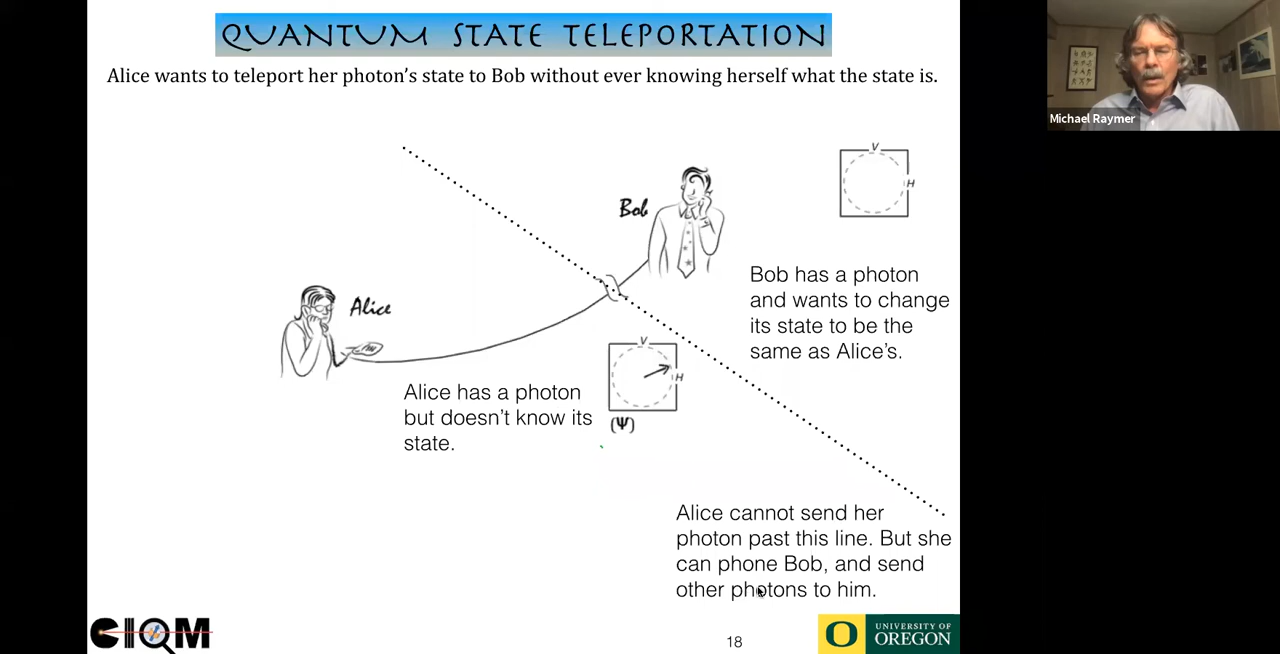 QUANTUM STATE TELEPORTATION
Alice wants to teleport her photon's state to Bob without ever knowing herself what the state is.
Michael Raymer
V
H
Bob
Bob has a photon
and wants to change
its state to be the
same as Alice's.
Alice
V
H
(Ψ)
Alice has a photon
but doesn't know its
state.
Alice cannot send her
photon past this line. But she
can phone Bob, and send
other photons to him.
CIQM
18
O
UNIVERSITY OF
OREGON